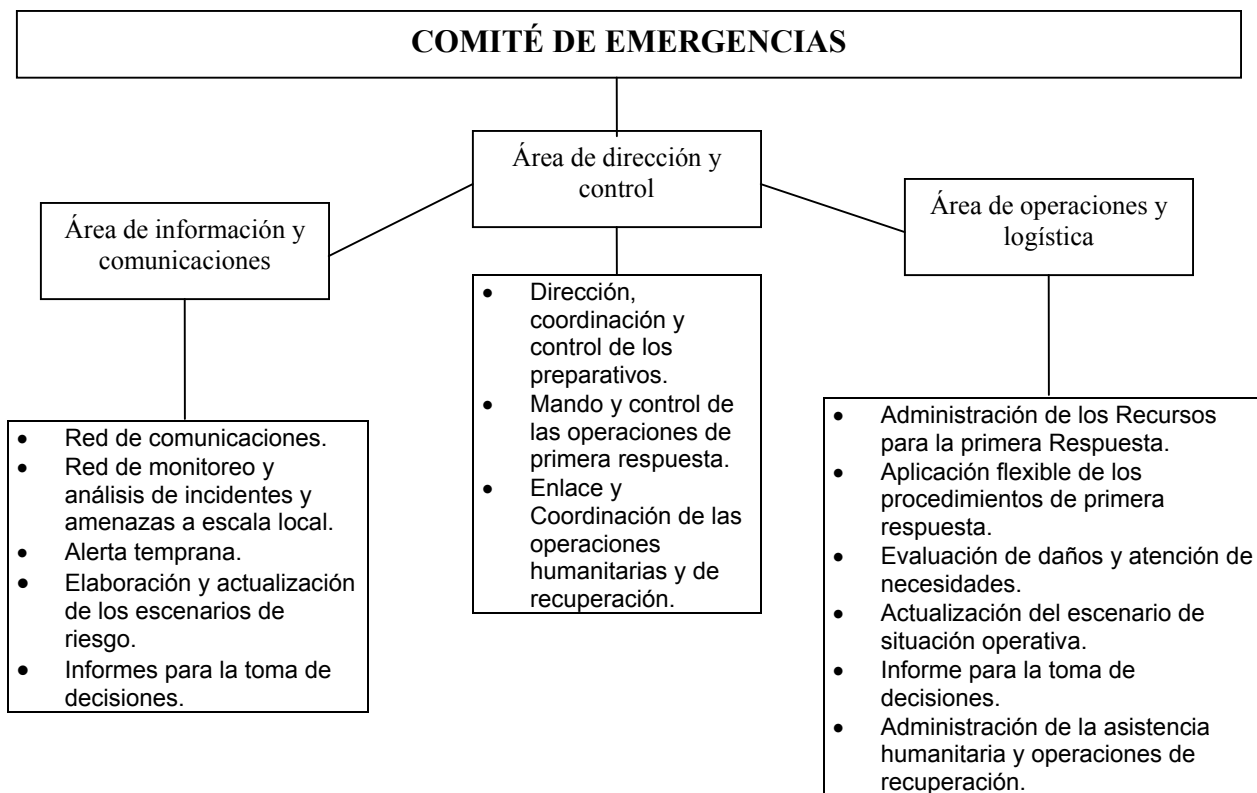 COMITÉ DE EMERGENCIAS
Área de dirección y
control
Área de información y
comunicaciones
Área de operaciones y
logística
• Dirección,
coordinación y
control de los
preparativos.
• Mando y control de
las operaciones de
primera respuesta.
• Enlace y
Coordinación de las
operaciones
humanitarias y de
recuperación.
• Red de comunicaciones.
• Red de monitoreo y
análisis de incidentes y
amenazas a escala local.
• Alerta temprana.
• Elaboración y actualización
de los escenarios de
riesgo.
• Informes para la toma de
decisiones.
• Administración de los Recursos
para la primera Respuesta.
• Aplicación flexible de los
procedimientos de primera
respuesta.
• Evaluación de daños y atención de
necesidades.
• Actualización del escenario de
situación operativa.
• Informe para la toma de
decisiones.
• Administración de la asistencia
humanitaria y operaciones de
recuperación.